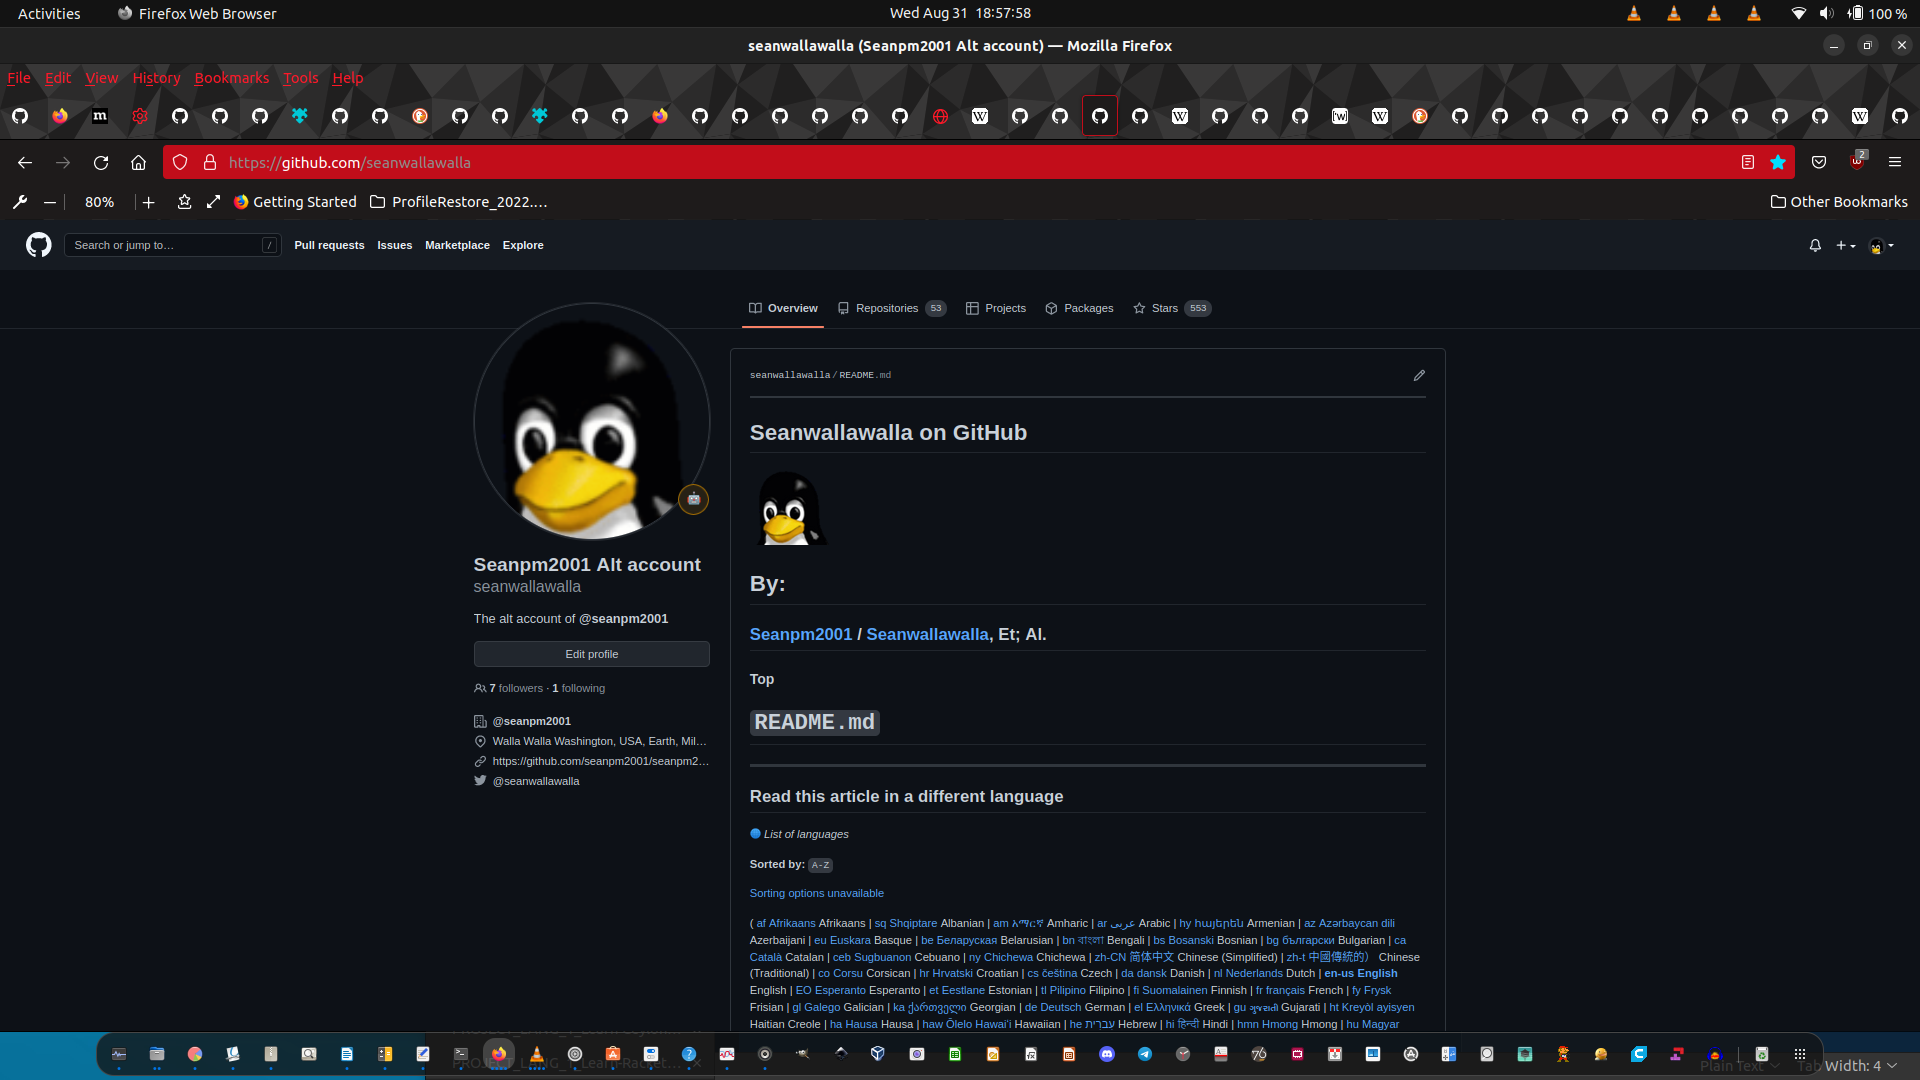 Activities Firefox Web Browser Wed Aug 31 18:57:58 100 %
seanwallawalla (Seanpm2001 Alt account) — Mozilla Firefox
File Edit View History Bookmarks Tools Help
https://github.com/seanwallawalla 2
80% Getting Started ProfileRestore_2022.… Other Bookmarks
Search or jump to… / Pull requests Issues Marketplace Explore
Overview Repositories 53 Projects Packages Stars 553
seanwallawalla/README.md
Seanwallawalla on GitHub
By:
Seanpm2001 / Seanwallawalla, Et; Al.
Top
README.md
Read this article in a different language
List of languages
Sorted by: A-Z
Sorting options unavailable
( af Afrikaans Afrikaans | sq Shqiptare Albanian | am አማርኛ Amharic | ar عربى Arabic | hy հայերեն Armenian | az Azərbaycan dili
Azerbaijani | eu Euskara Basque | be Беларуская Belarusian | bn বাংলা Bengali | bs Bosanski Bosnian | bg български Bulgarian | ca
Català Catalan | ceb Sugbuanon Cebuano | ny Chichewa Chichewa | zh-CN 简体中文 Chinese (Simplified) | zh-t 中國傳統的） Chinese
(Traditional) | co Corsu Corsican | hr Hrvatski Croatian | cs čeština Czech | da dansk Danish | nl Nederlands Dutch | en-us English
English | EO Esperanto Esperanto | et Eestlane Estonian | tl Pilipino Filipino | fi Suomalainen Finnish | fr français French | fy Frysk
Frisian | gl Galego Galician | ka ქართველი Georgian | de Deutsch German | el Ελληνικά Greek | gu ગુજરાતી Gujarati | ht Kreyòl ayisyen
Haitian Creole | ha Hausa Hausa | haw Ōlelo Hawaiʻi Hawaiian | he עִברִית Hebrew | hi हिन्दी Hindi | hmn Hmong Hmong | hu Magyar
Seanpm2001 Alt account
seanwallawalla
The alt account of @seanpm2001
Edit profile
7 followers · 1 following
@seanpm2001
Walla Walla Washington, USA, Earth, Mil…
https://github.com/seanpm2001/seanpm2…
@seanwallawalla
Plain Text Tab Width: 4